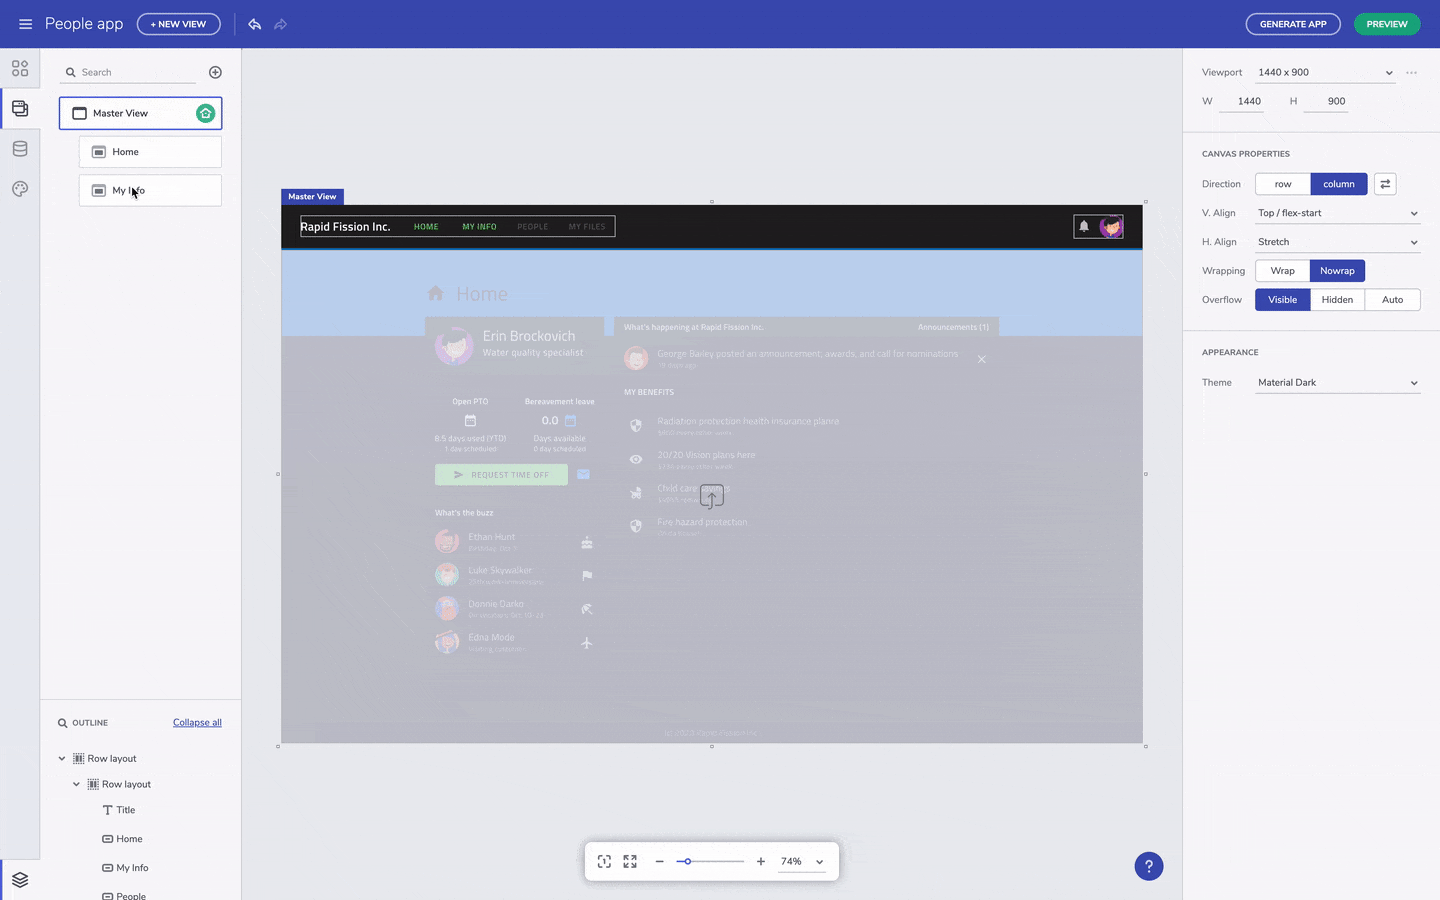 People app
+ NEW VIEW
GENERATE APP
PREVIEW
Search
Master View
Home
My Info
OUTLINE
Collapse all
Row layout
Row layout
Title
Home
My Info
People
Master View
Rapid Fission Inc.
HOME
MY INFO
PEOPLE
MY FILES
Home
Erin Brockovich
Water quality specialist
Open PTO
Bereavement leave
0.0
8.5 days used (YTD)
Days available
1 day scheduled
0 day scheduled
REQUEST TIME OFF
What's the buzz
Ethan Hunt
Luke Skywalker
Donnie Darko
Edna Mode
What's happening at Rapid Fission Inc.
Announcements (1)
George Bailey posted an announcement, awards, and call for nominations
MY BENEFITS
Radiation protection health insurance plans
20/20 Vision plans here
Child care
Fire hazard protection
74%
?
Viewport
1440 x 900
W
1440
H
900
CANVAS PROPERTIES
Direction
row
column
V. Align
Top / flex-start
H. Align
Stretch
Wrapping
Wrap
Nowrap
Overflow
Visible
Hidden
Auto
APPEARANCE
Theme
Material Dark